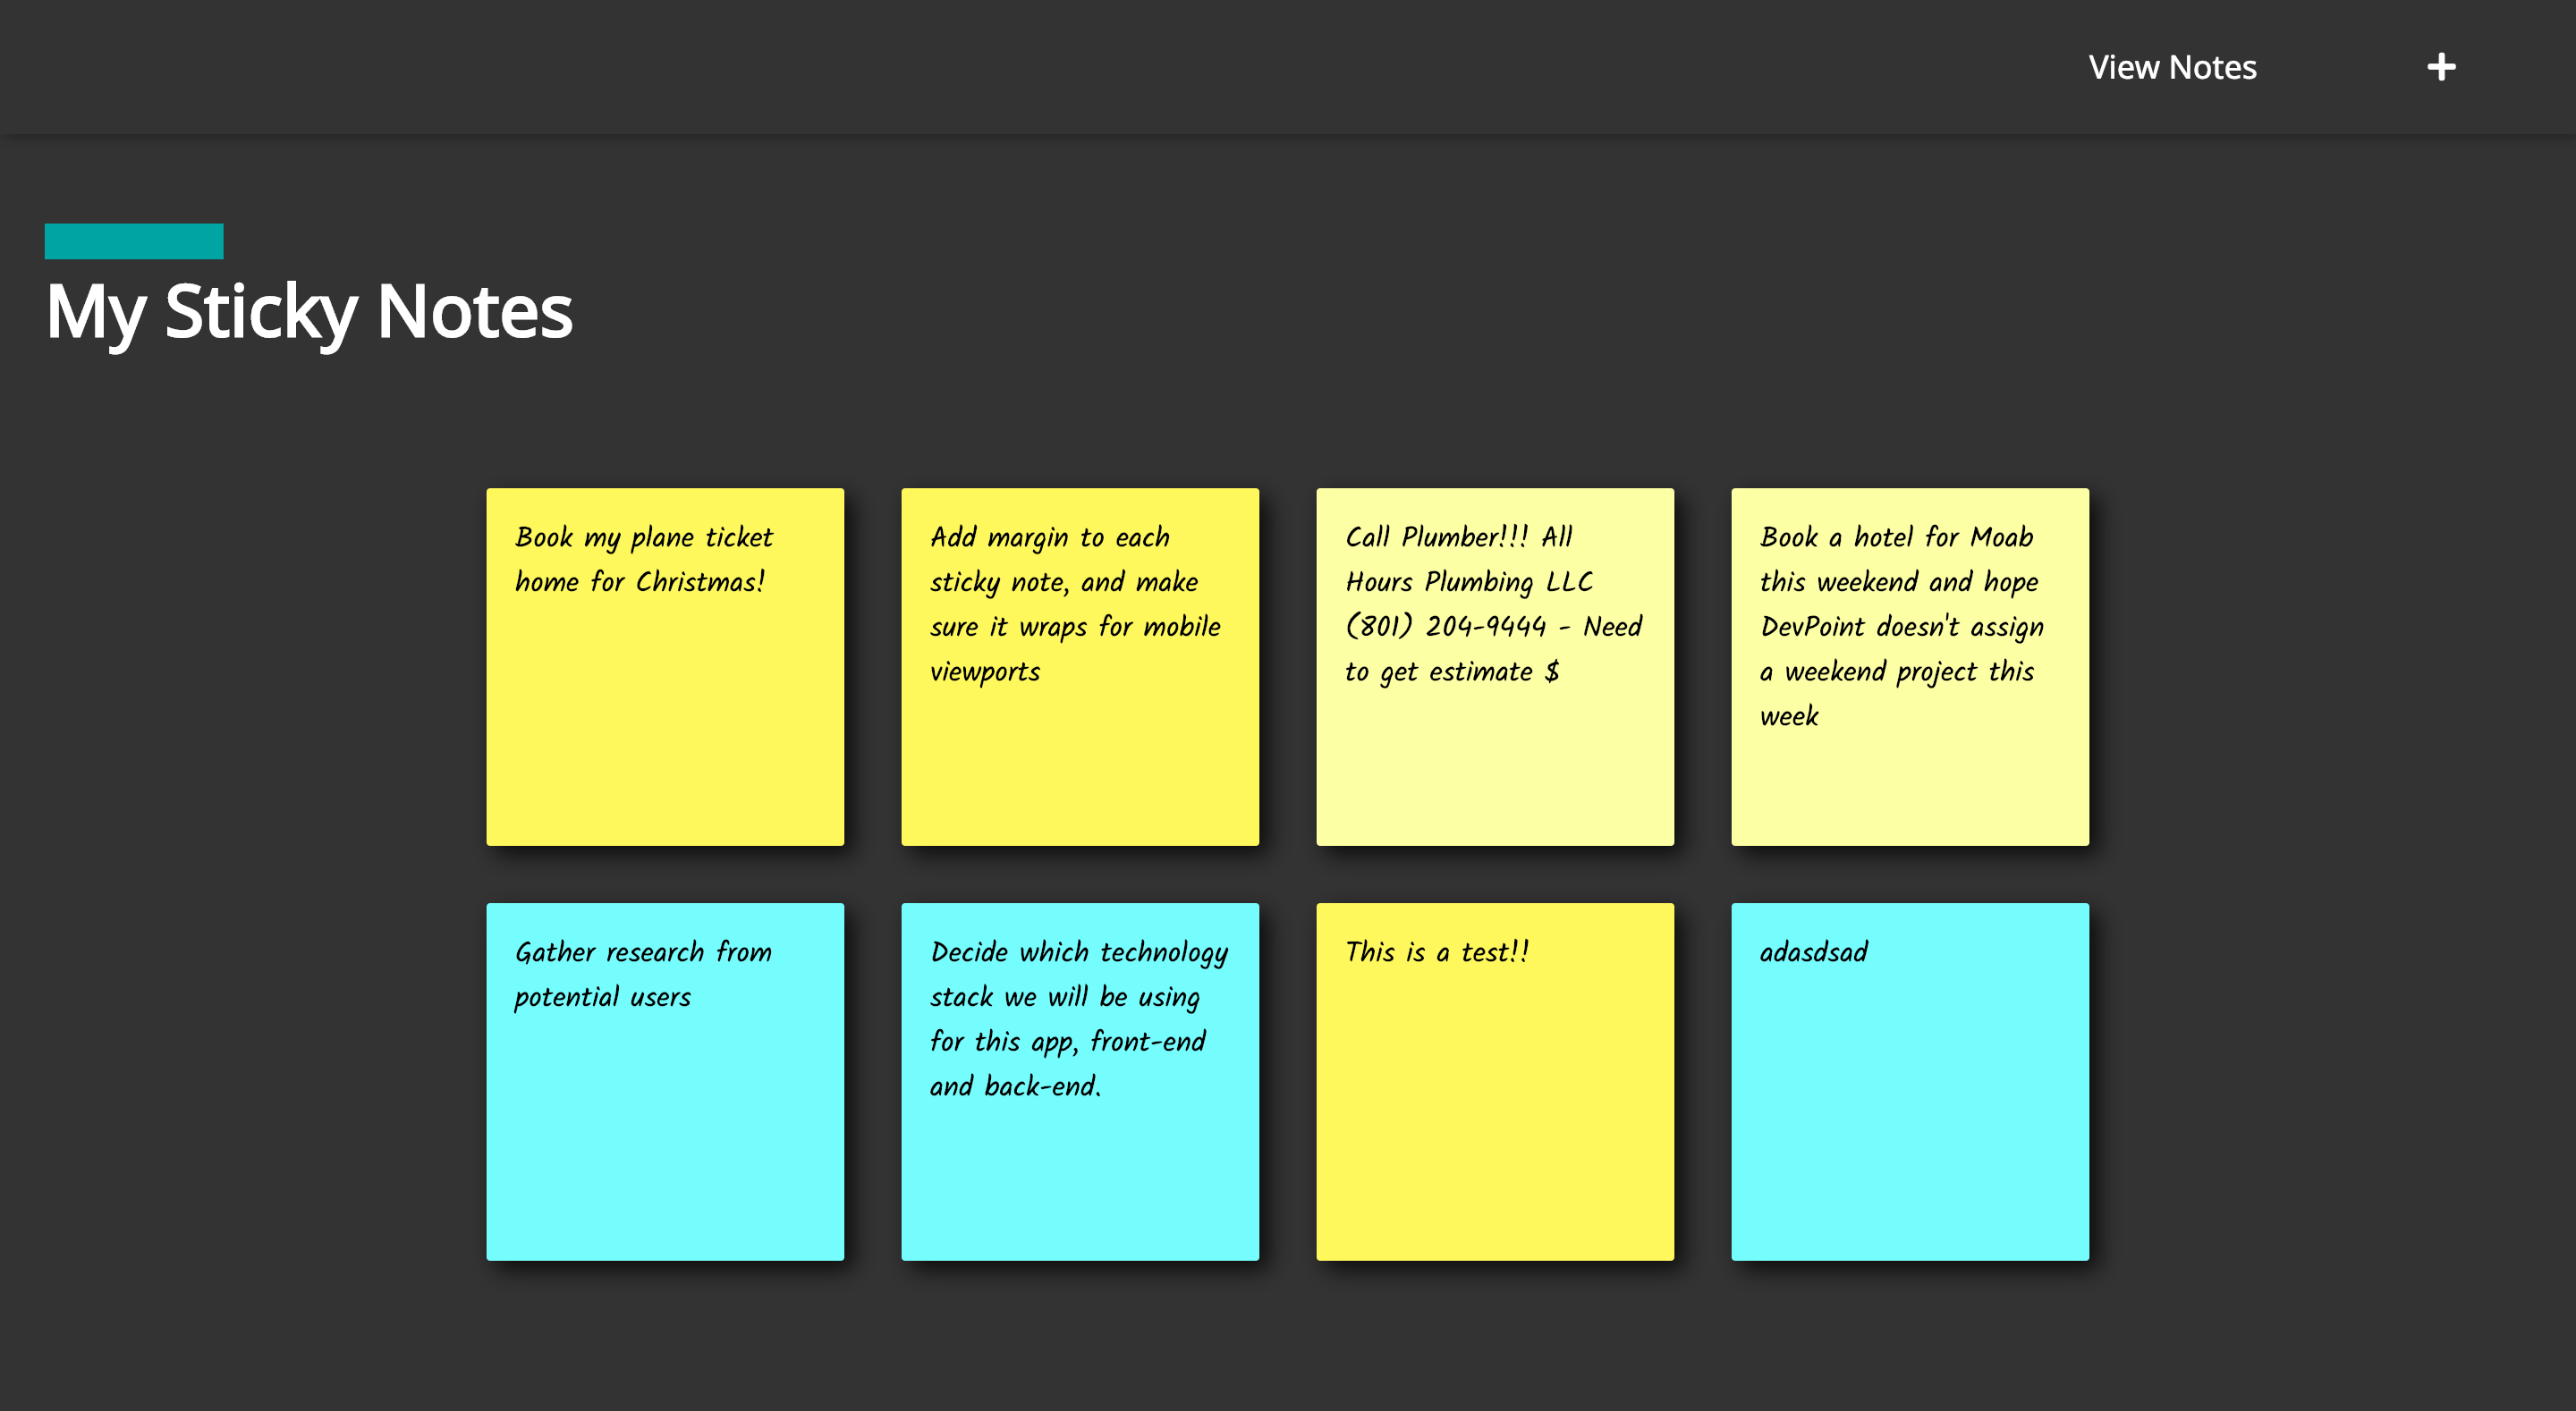 View Notes
My Sticky Notes
Book my plane ticket
home for Christmas!
Add margin to each
sticky note, and make
sure it wraps for mobile
viewports
Call Plumber!!! All
Hours Plumbing LLC
(801) 204-9444 - Need
to get estimate $
Book a hotel for Moab
this weekend and hope
DevPoint doesn't assign
a weekend project this
week
Gather research from
potential users
Decide which technology
stack we will be using
for this app, front-end
and back-end.
This is a test!!
adasdsad